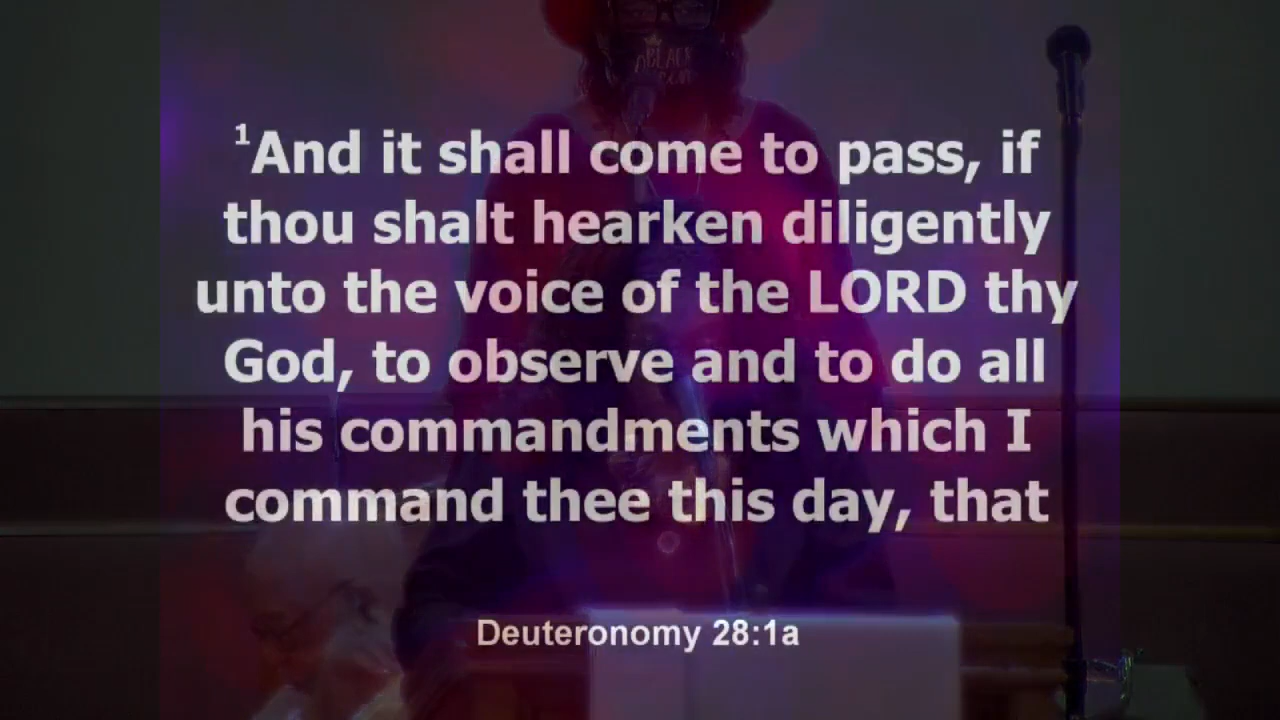 BLACK
¹And it shall come to pass, if
thou shalt hearken diligently
unto the voice of the LORD thy
God, to observe and to do all
his commandments which I
command thee this day, that
Deuteronomy 28:1a